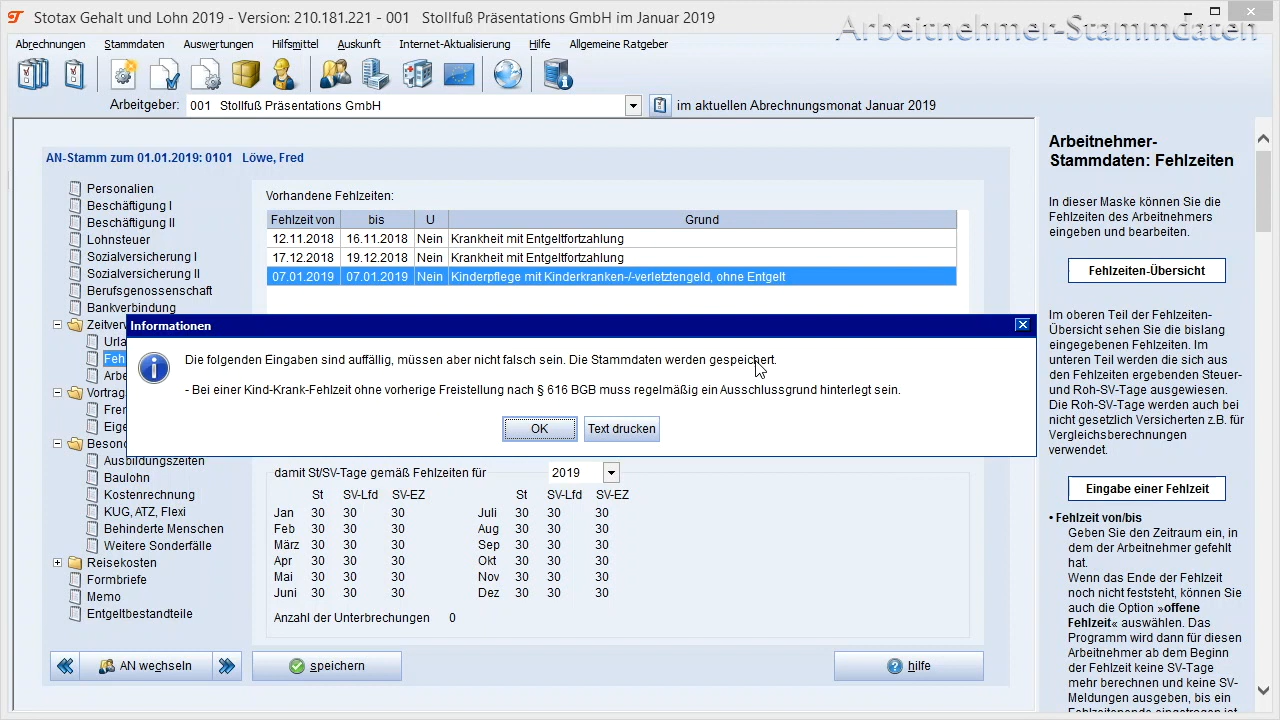 Stotax Gehalt und Lohn 2019 - Version: 210.181.221 - 001   Stollfuß Präsentations GmbH im Januar 2019
Arbeitnehmer-Stammdaten
Abrechnungen Stammdaten Auswertungen Hilfsmittel Auskunft Internet-Aktualisierung Hilfe Allgemeine Ratgeber
Arbeitgeber: 001 Stollfuß Präsentations GmbH im aktuellen Abrechnungsmonat Januar 2019
AN-Stamm zum 01.01.2019: 0101 Löwe, Fred
Personalien
Beschäftigung I
Beschäftigung II
Lohnsteuer
Sozialversicherung I
Sozialversicherung II
Berufsgenossenschaft
Bankverbindung
Zeitverw
Urla
Feh
Arbe
Vortrag
Fren
Eige
Beson
Ausbildungszeiten
Baulohn
Kostenrechnung
KUG, ATZ, Flexi
Behinderte Menschen
Weitere Sonderfälle
Reisekosten
Formbriefe
Memo
Entgeltbestandteile
Vorhandene Fehlzeiten:
Fehlzeit von bis U Grund
12.11.2018 16.11.2018 Nein Krankheit mit Entgeltfortzahlung
17.12.2018 19.12.2018 Nein Krankheit mit Entgeltfortzahlung
07.01.2019 07.01.2019 Nein Kinderpflege mit Kinderkranken-/-verletztengeld, ohne Entgelt
Informationen
Die folgenden Eingaben sind auffällig, müssen aber nicht falsch sein. Die Stammdaten werden gespeichert.
- Bei einer Kind-Krank-Fehlzeit ohne vorherige Freistellung nach § 616 BGB muss regelmäßig ein Ausschlussgrund hinterlegt sein.
OK Text drucken
damit St/SV-Tage gemäß Fehlzeiten für 2019
St SV-Lfd SV-EZ St SV-Lfd SV-EZ
Jan 30 30 30 Juli 30 30 30
Feb 30 30 30 Aug 30 30 30
März 30 30 30 Sep 30 30 30
Apr 30 30 30 Okt 30 30 30
Mai 30 30 30 Nov 30 30 30
Juni 30 30 30 Dez 30 30 30
Anzahl der Unterbrechungen 0
AN wechseln speichern hilfe
Arbeitnehmer-
Stammdaten: Fehlzeiten
In dieser Maske können Sie die
Fehlzeiten des Arbeitnehmers
eingeben und bearbeiten.
Fehlzeiten-Übersicht
Im oberen Teil der Fehlzeiten-
Übersicht sehen Sie die bislang
eingegebenen Fehlzeiten. Im
unteren Teil werden die sich aus
den Fehlzeiten ergebenden Steuer-
und Roh-SV-Tage ausgewiesen.
Die Roh-SV-Tage werden auch bei
nicht gesetzlich Versicherten z.B. für
Vergleichsberechnungen
verwendet.
Eingabe einer Fehlzeit
• Fehlzeit von/bis
Geben Sie den Zeitraum ein, in
dem der Arbeitnehmer gefehlt
hat.
Wenn das Ende der Fehlzeit
noch nicht feststeht, können Sie
auch die Option »offene
Fehlzeit« auswählen. Das
Programm wird dann für diesen
Arbeitnehmer ab dem Beginn
der Fehlzeit keine SV-Tage
mehr berechnen und keine SV-
Meldungen ausgeben, bis ein
Fehlzeitenende eingetragen ist